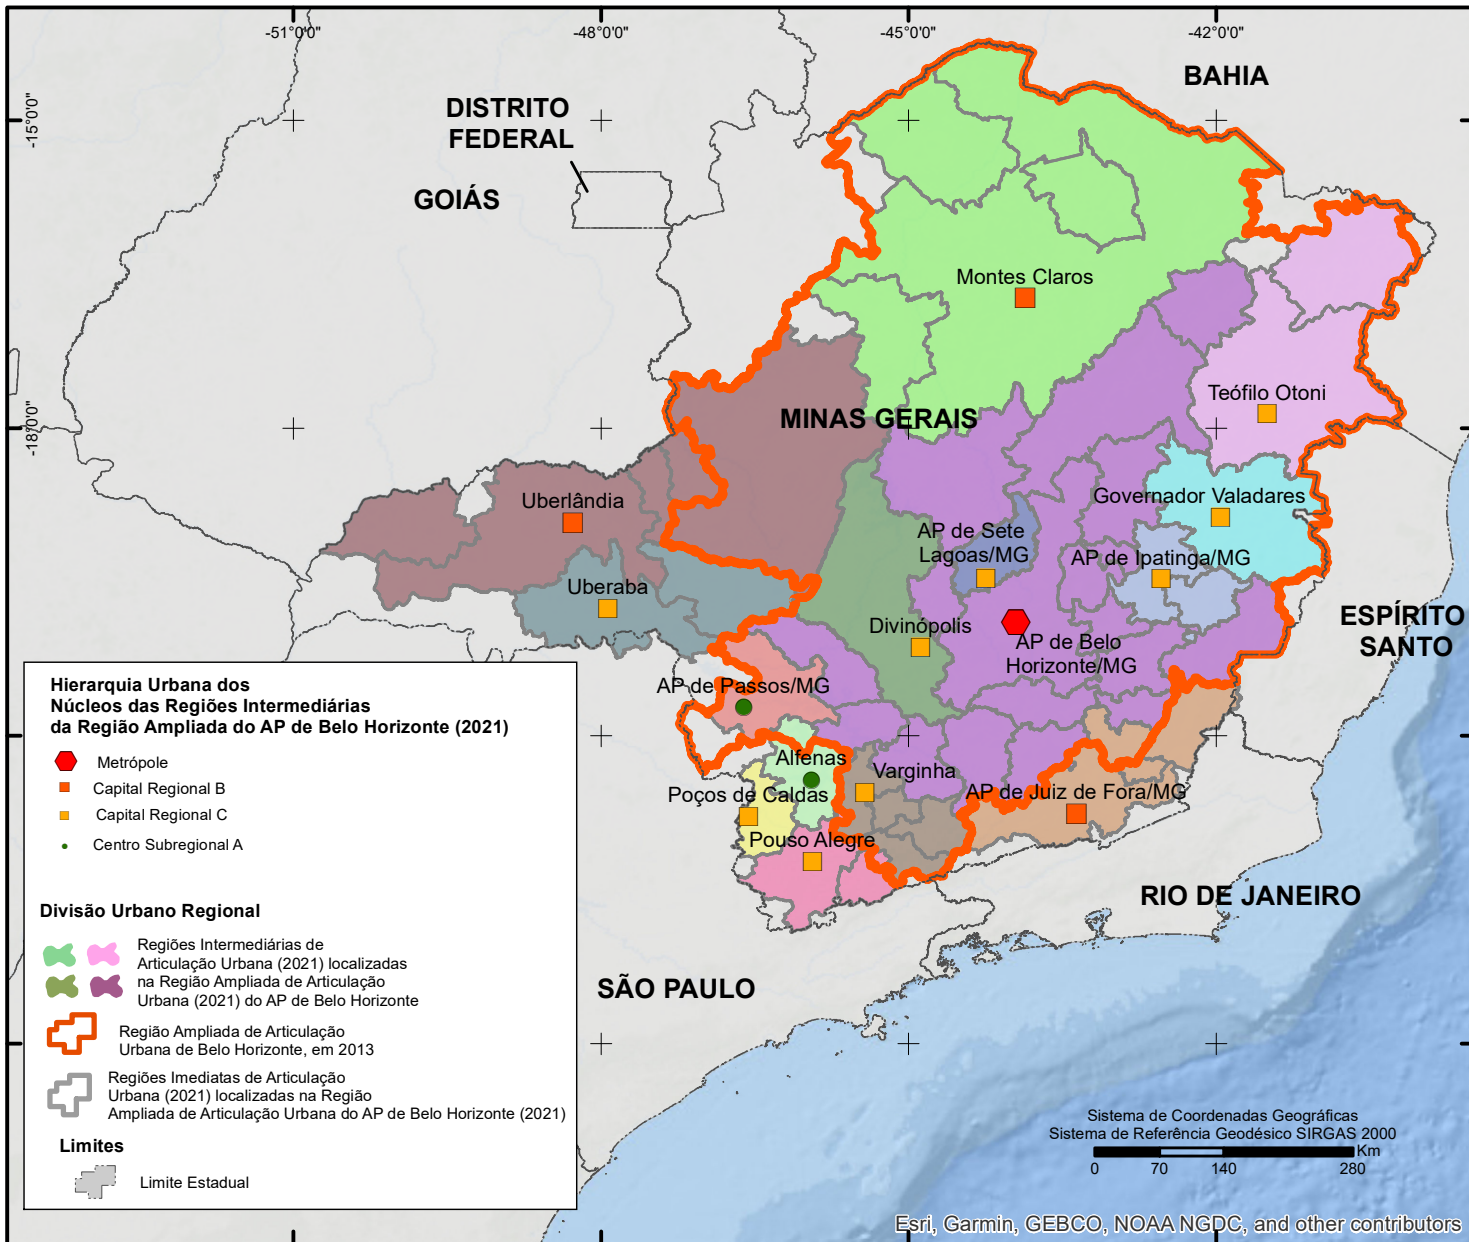 -51°0'0"
-48°0'0"
-45°0'0"
-42°0'0"
-15°0'0"
-18°0'0"
BAHIA
DISTRITO
FEDERAL
GOIÁS
Montes Claros
Teófilo Otoni
MINAS GERAIS
Uberlândia
Governador Valadares
AP de Sete
Lagoas/MG
AP de Ipatinga/MG
Uberaba
Divinópolis
AP de Belo
Horizonte/MG
ESPÍRITO
SANTO
AP de Passos/MG
Alfenas
Varginha
Poços de Caldas
AP de Juiz de Fora/MG
Pouso Alegre
RIO DE JANEIRO
SÃO PAULO
Hierarquia Urbana dos
Núcleos das Regiões Intermediárias
da Região Ampliada do AP de Belo Horizonte (2021)
Metrópole
Capital Regional B
Capital Regional C
Centro Subregional A
Divisão Urbano Regional
Regiões Intermediárias de
Articulação Urbana (2021) localizadas
na Região Ampliada de Articulação
Urbana (2021) do AP de Belo Horizonte
Região Ampliada de Articulação
Urbana de Belo Horizonte, em 2013
Regiões Imediatas de Articulação
Urbana (2021) localizadas na Região
Ampliada de Articulação Urbana do AP de Belo Horizonte (2021)
Limites
Limite Estadual
Sistema de Coordenadas Geográficas
Sistema de Referência Geodésico SIRGAS 2000
Km
0 70 140 280
Esri, Garmin, GEBCO, NOAA NGDC, and other contributors